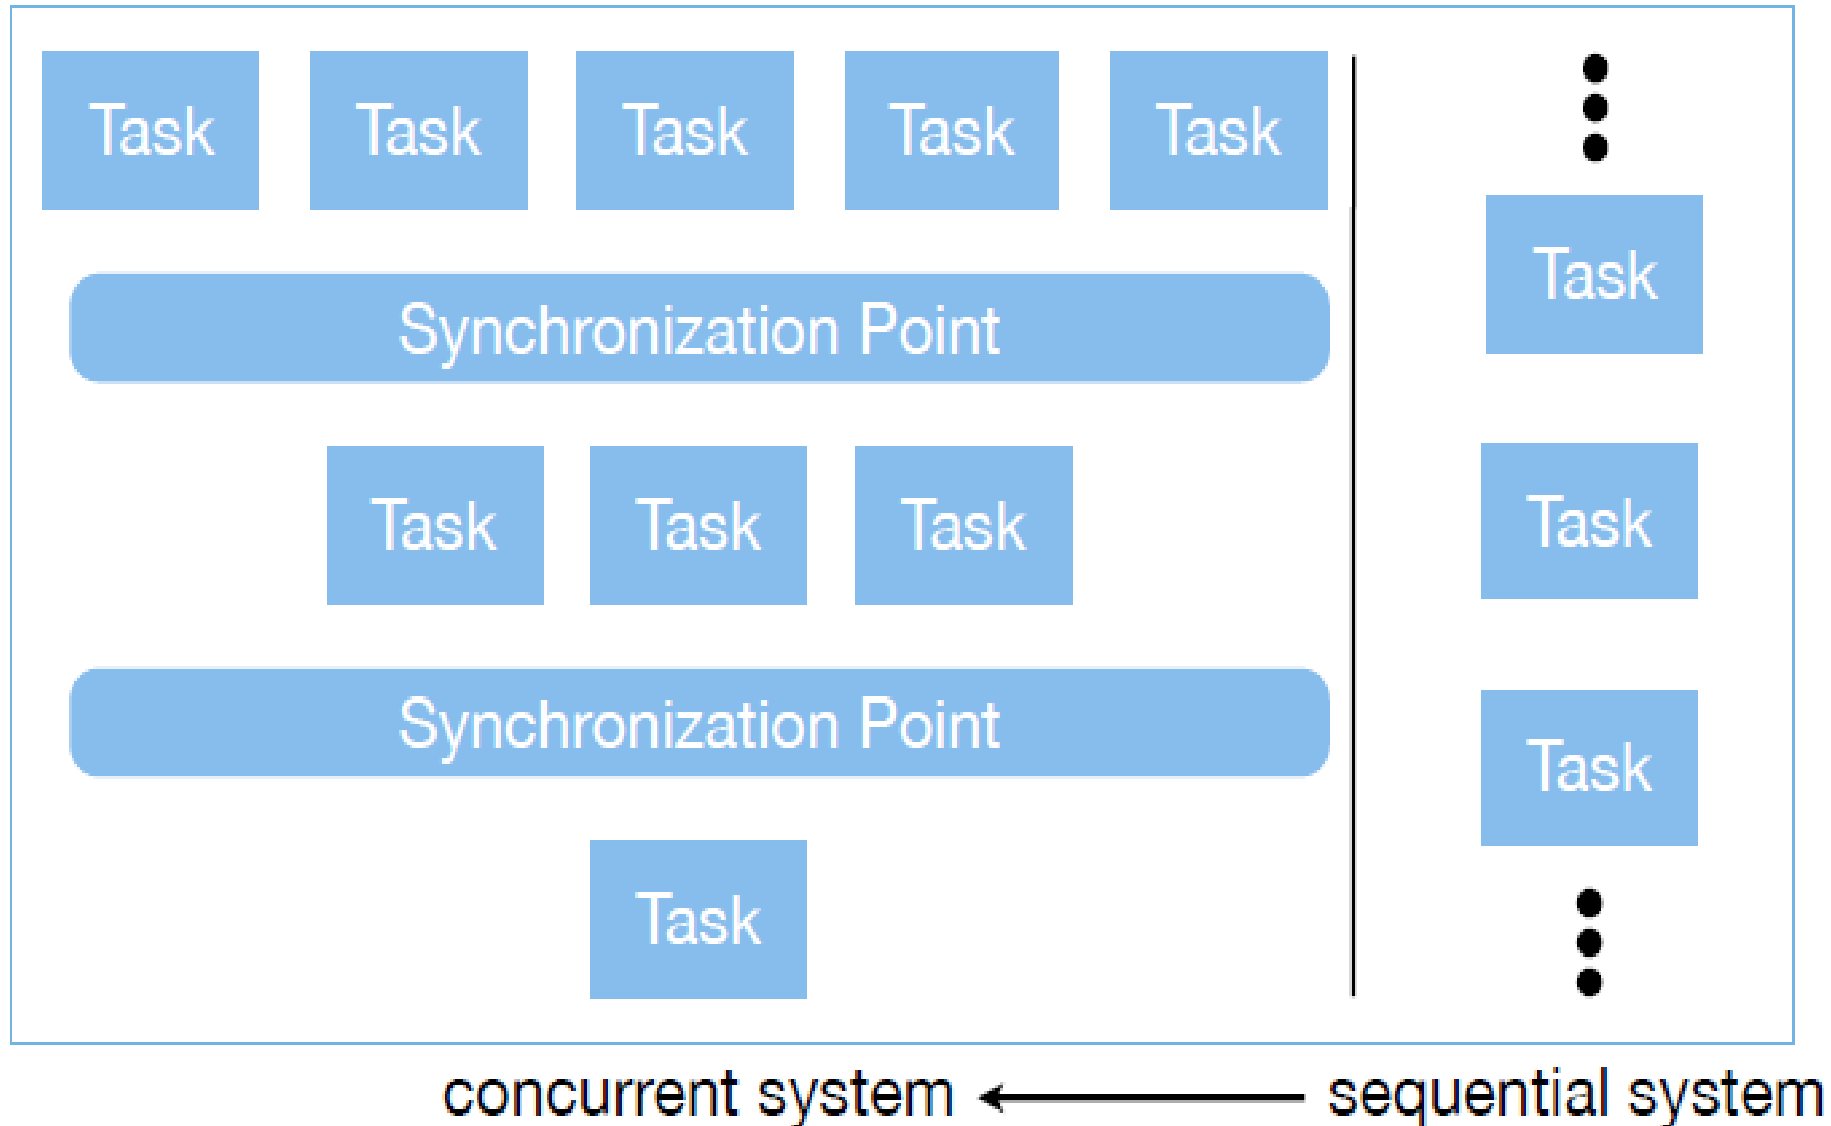 Task Task Task Task Task
Synchronization Point
Task Task Task
Synchronization Point
Task
Task
Task
Task
concurrent system sequential system